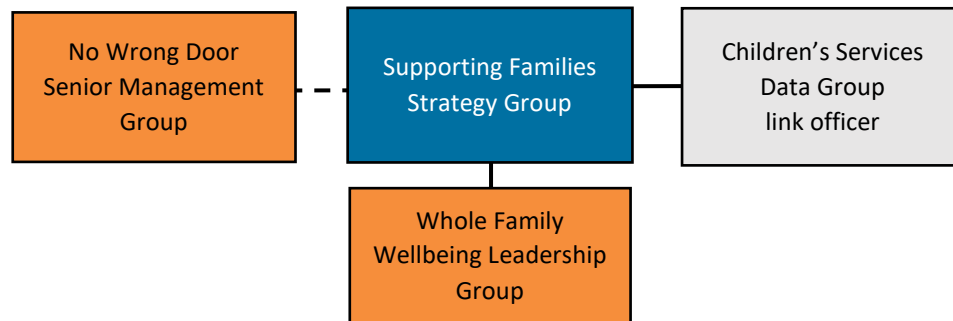 No Wrong Door
Senior Management
Group
Supporting Families
Strategy Group
Children’s Services
Data Group
link officer
Whole Family
Wellbeing Leadership
Group